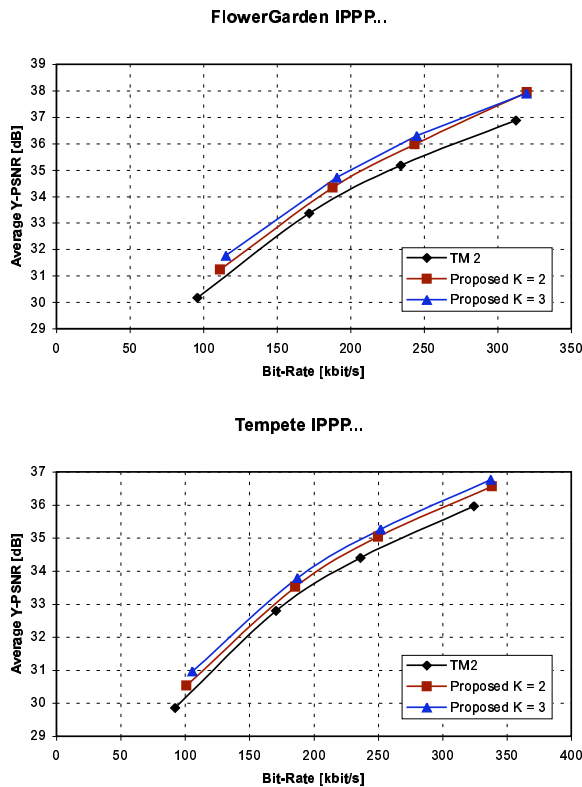 FlowerGarden IPPP...
39
38
37
36
35
34
33
32
31
30
29
Average Y-PSNR [dB]
TM 2
Proposed K = 2
Proposed K = 3
0 50 100 150 200 250 300 350
Bit-Rate [kbit/s]
Tempete IPPP...
37
36
35
34
33
32
31
30
29
Average Y-PSNR [dB]
TM2
Proposed K = 2
Proposed K = 3
0 50 100 150 200 250 300 350 400
Bit-Rate [kbit/s]